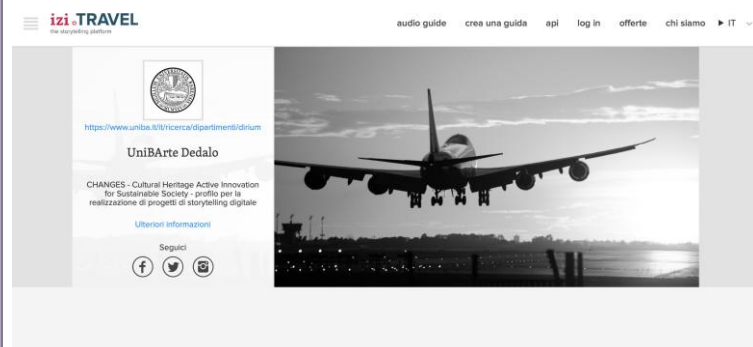 izi.TRAVEL
the storytelling platform
audio guide crea una guida api log in offerte chi siamo IT
https://www.uniba.it/it/ricerca/dipartimenti/dirium
UniBArte Dedalo
CHANGES - Cultural Heritage Active Innovation
for Sustainable Society - profilo per la
realizzazione di progetti di storytelling digitale
Ulteriori informazioni
Seguici